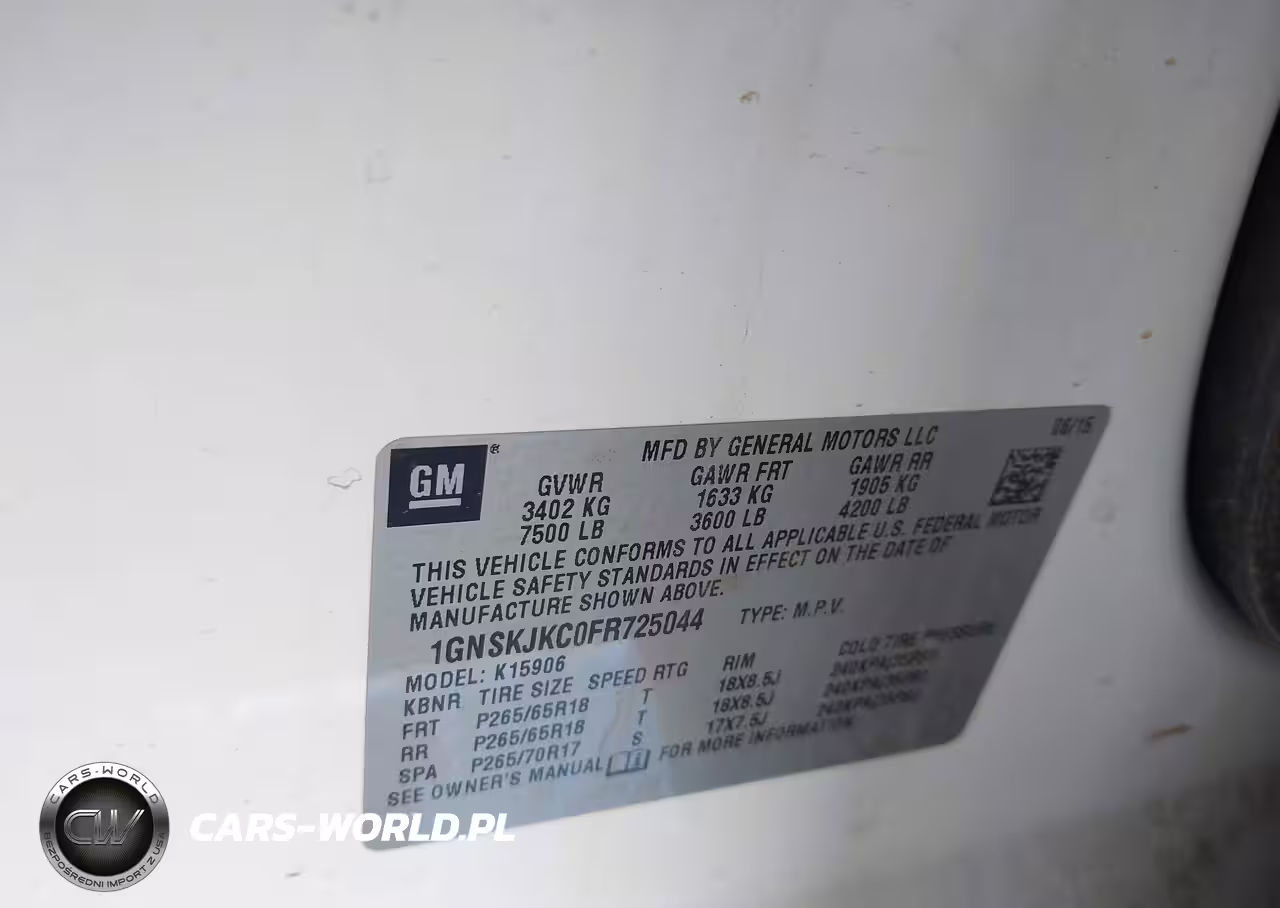 GM ®
MFD BY GENERAL MOTORS LLC
06/15
GVWR GAWR FRT GAWR RR
3402 KG 1633 KG 1905 KG
7500 LB 3600 LB 4200 LB
THIS VEHICLE CONFORMS TO ALL APPLICABLE U.S. FEDERAL MOTOR
VEHICLE SAFETY STANDARDS IN EFFECT ON THE DATE OF
MANUFACTURE SHOWN ABOVE.
1GNSKJKC0FR725044 TYPE: M.P.V.
MODEL: K15906
KBNR TIRE SIZE SPEED RTG RIM COLD TIRE PRESSURE
FRT P265/65R18 T 18X8.5J
RR P265/65R18 T 18X8.5J
SPA P265/70R17 S 17X7.5J
SEE OWNER'S MANUAL FOR MORE INFORMATION
CARS-WORLD
CW
BEZPOŚREDNI IMPORT Z USA
CARS-WORLD.PL